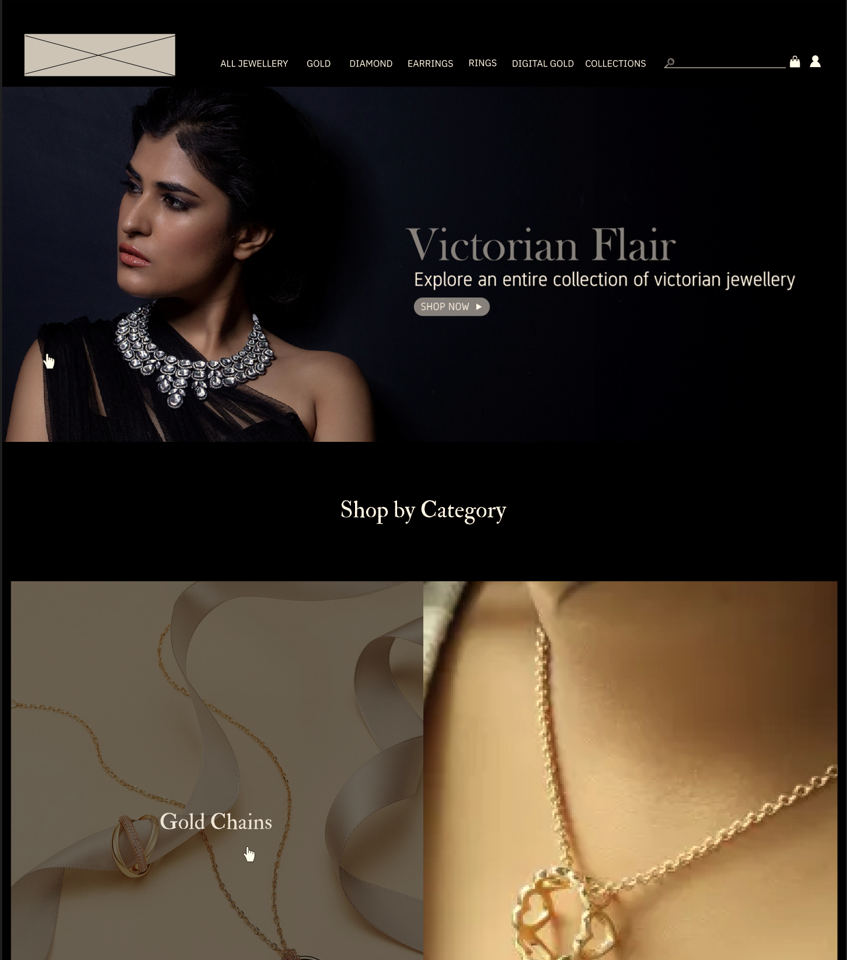 ALL JEWELLERY GOLD DIAMOND EARRINGS RINGS DIGITAL GOLD COLLECTIONS
Victorian Flair
Explore an entire collection of victorian jewellery
SHOP NOW
Shop by Category
Gold Chains